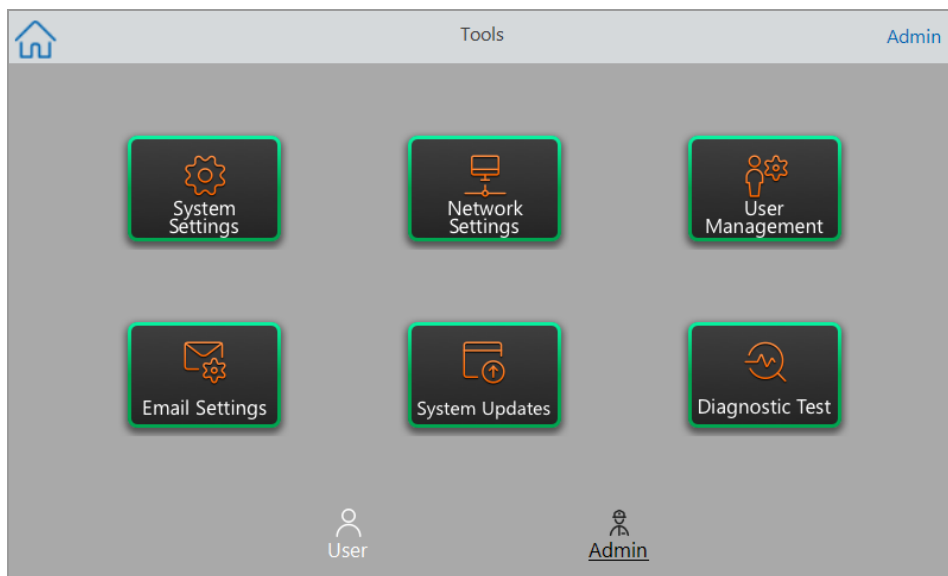 Tools
Admin
System
Settings
Network
Settings
User
Management
Email Settings
System Updates
Diagnostic Test
User
Admin